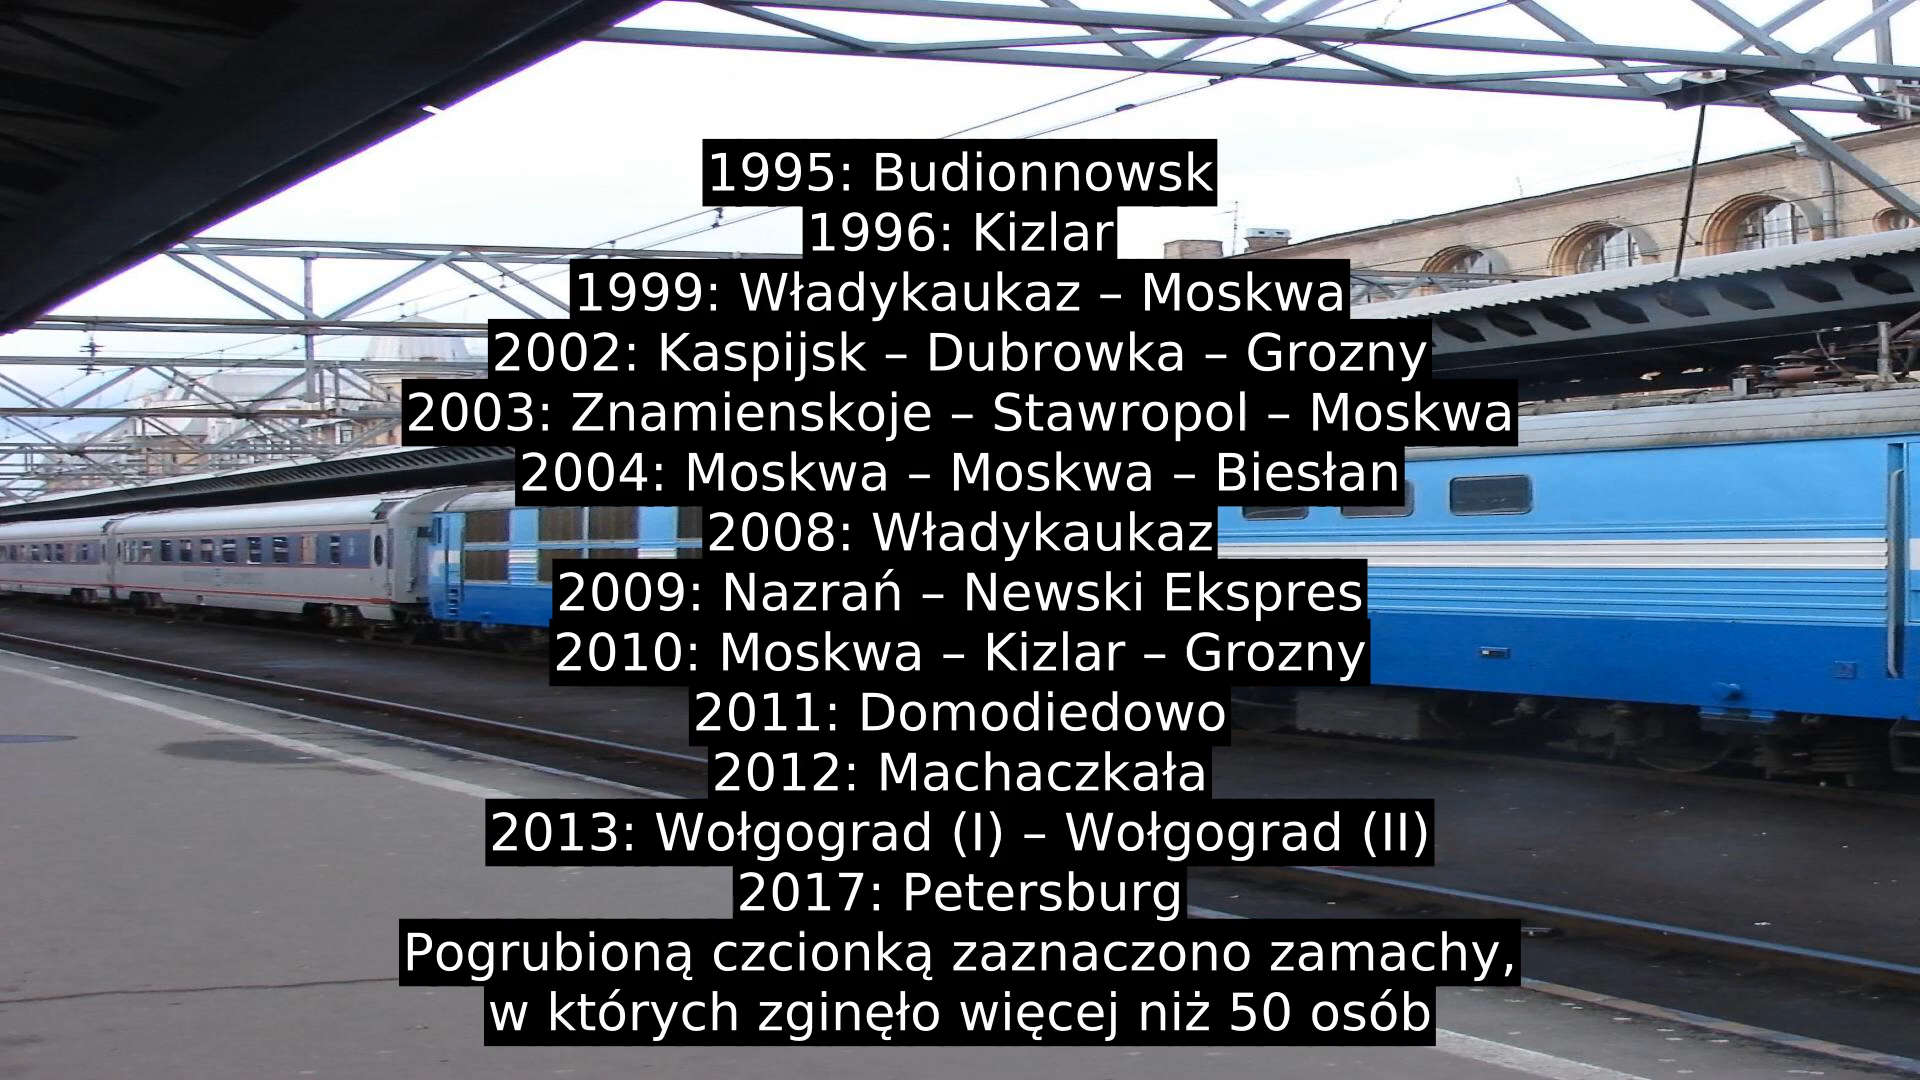 1995: Budionnowsk
1996: Kizlar
1999: Władykaukaz – Moskwa
2002: Kaspijsk – Dubrowka – Grozny
2003: Znamienskoje – Stawropol – Moskwa
2004: Moskwa – Moskwa – Biesłan
2008: Władykaukaz
2009: Nazrań – Newski Ekspres
2010: Moskwa – Kizlar – Grozny
2011: Domodiedowo
2012: Machaczkała
2013: Wołgograd (I) – Wołgograd (II)
2017: Petersburg
Pogrubioną czcionką zaznaczono zamachy,
w których zginęło więcej niż 50 osób